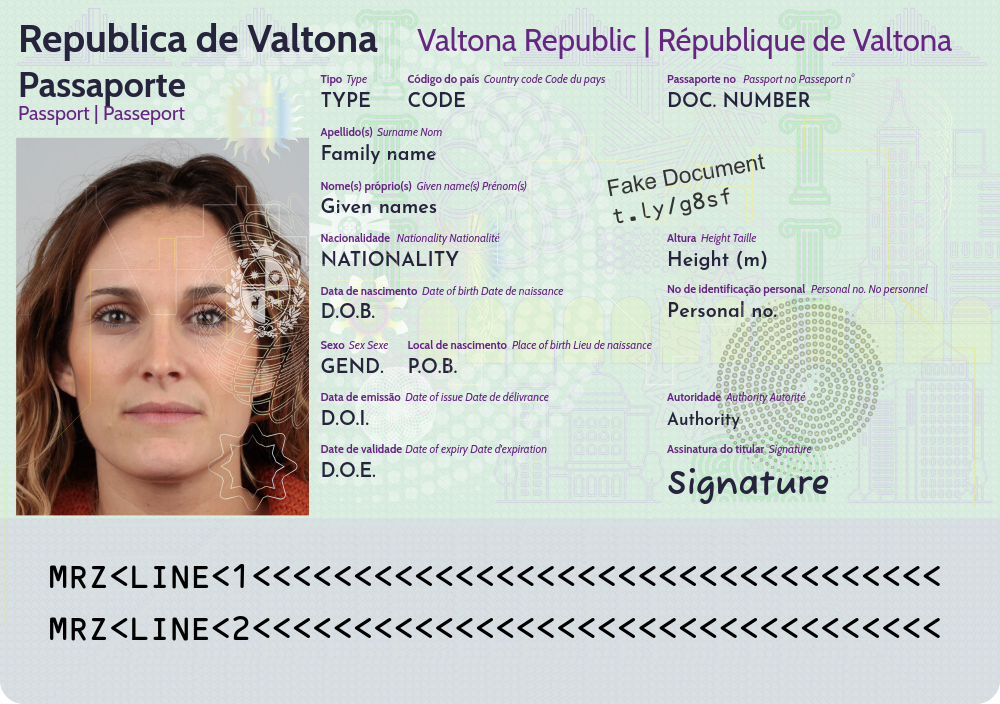 Republica de Valtona
Valtona Republic | République de Valtona
Passaporte
Passport | Passeport
Tipo Type
Código do país Country code Code du pays
Passaporte no Passport no Passeport n°
TYPE
CODE
DOC. NUMBER
Apellido(s) Surname Nom
Family name
Fake Document
t.ly/g8sf
Nome(s) próprio(s) Given name(s) Prénom(s)
Given names
Nacionalidade Nationality Nationalité
Altura Height Taille
NATIONALITY
Height (m)
Data de nascimento Date of birth Date de naissance
No de identificação personal Personal no. No personnel
D.O.B.
Personal no.
Sexo Sex Sexe
Local de nascimento Place of birth Lieu de naissance
GEND.
P.O.B.
Data de emissão Date of issue Date de délivrance
Autoridade Authority Autorité
D.O.I.
Authority
Date de validade Date of expiry Date d'expiration
Assinatura do titular Signature
D.O.E.
Signature
MRZ<LINE<1<<<<<<<<<<<<<<<<<<<<<<<<<<<<<<<<<<
MRZ<LINE<2<<<<<<<<<<<<<<<<<<<<<<<<<<<<<<<<<<